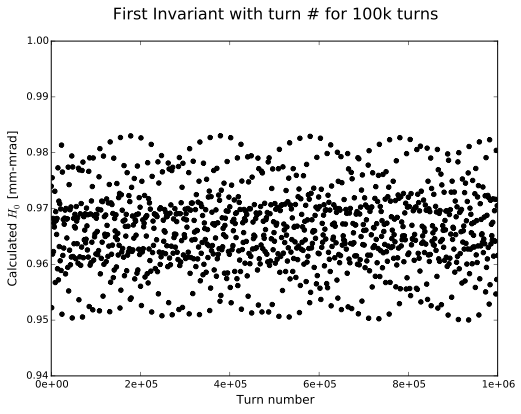 First Invariant with turn # for 100k turns
1.00
0.99
0.98
0.97
0.96
0.95
0.94
Calculated H₀ [mm-mrad]
0e+00 2e+05 4e+05 6e+05 8e+05 1e+06
Turn number